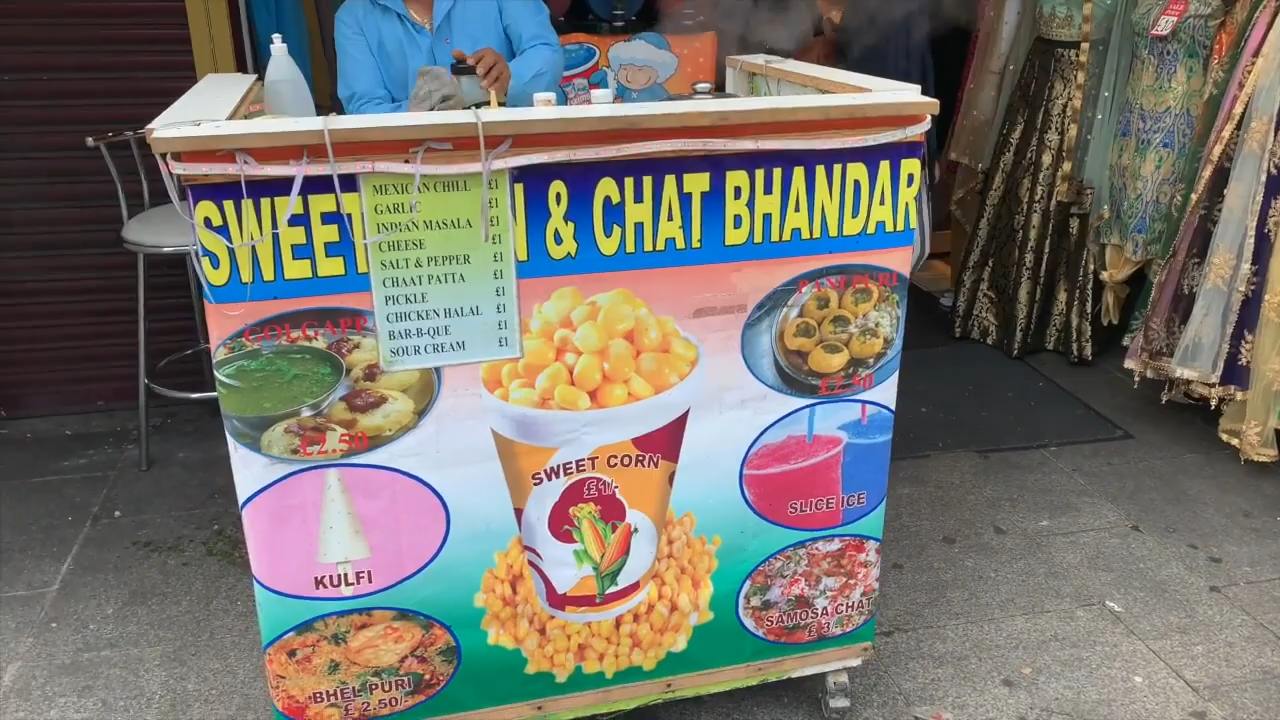 SWEET N & CHAT BHANDAR
MEXICAN CHILL £1
GARLIC £1
INDIAN MASALA £1
CHEESE £1
SALT & PEPPER £1
CHAAT PATTA £1
PICKLE £1
CHICKEN HALAL £1
BAR-B-QUE £1
SOUR CREAM £1
GOLGAPP
£2.50
PANI PURI
£2.50
SWEET CORN
£1/-
KULFI
SLICE ICE
BHEL PURI
£ 2.50/-
SAMOSA CHAT
£ 3/-